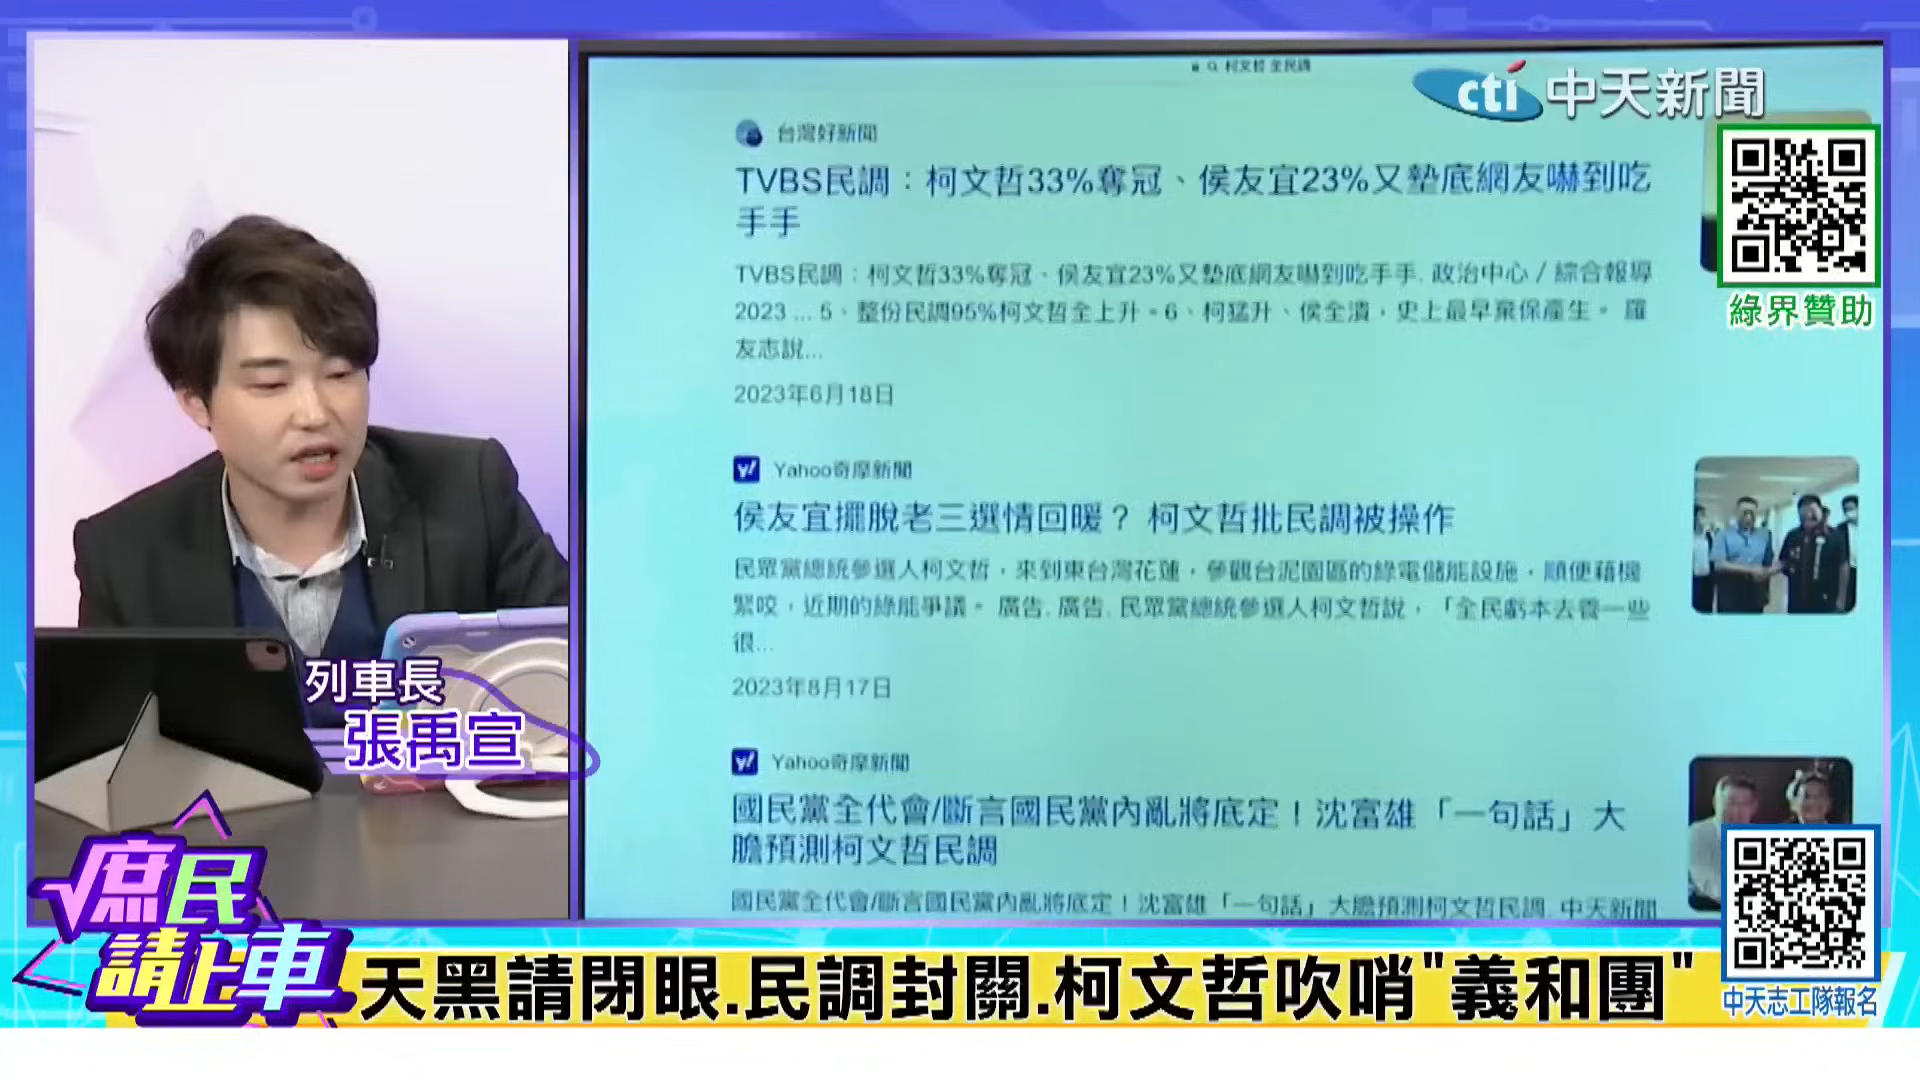 柯文哲 全民調
cti 中天新聞
台灣好新聞
TVBS民調：柯文哲33%奪冠、侯友宜23%又墊底網友嚇到吃
手手
TVBS民調：柯文哲33%奪冠、侯友宜23%又墊底網友嚇到吃手手. 政治中心 / 綜合報導
2023 ... 5、整份民調95%柯文哲全上升。6、柯猛升、侯全潰，史上最早棄保產生。 羅
友志說...
2023年6月18日
綠界贊助
Yahoo奇摩新聞
侯友宜擺脫老三選情回暖？ 柯文哲批民調被操作
民眾黨總統參選人柯文哲，來到東台灣花蓮，參觀台泥園區的綠電儲能設施，順便藉機
緊咬，近期的綠能爭議。 廣告. 廣告. 民眾黨總統參選人柯文哲說，「全民虧本去養一些
很...
2023年8月17日
Yahoo奇摩新聞
國民黨全代會/斷言國民黨內亂將底定！沈富雄「一句話」大
膽預測柯文哲民調
國民黨全代會/斷言國民黨內亂將底定！沈富雄「一句話」大膽預測柯文哲民調. 中天新聞
列車長
張禹宣
庶民
請上車
天黑請閉眼.民調封關.柯文哲吹哨"義和團"
中天志工隊報名